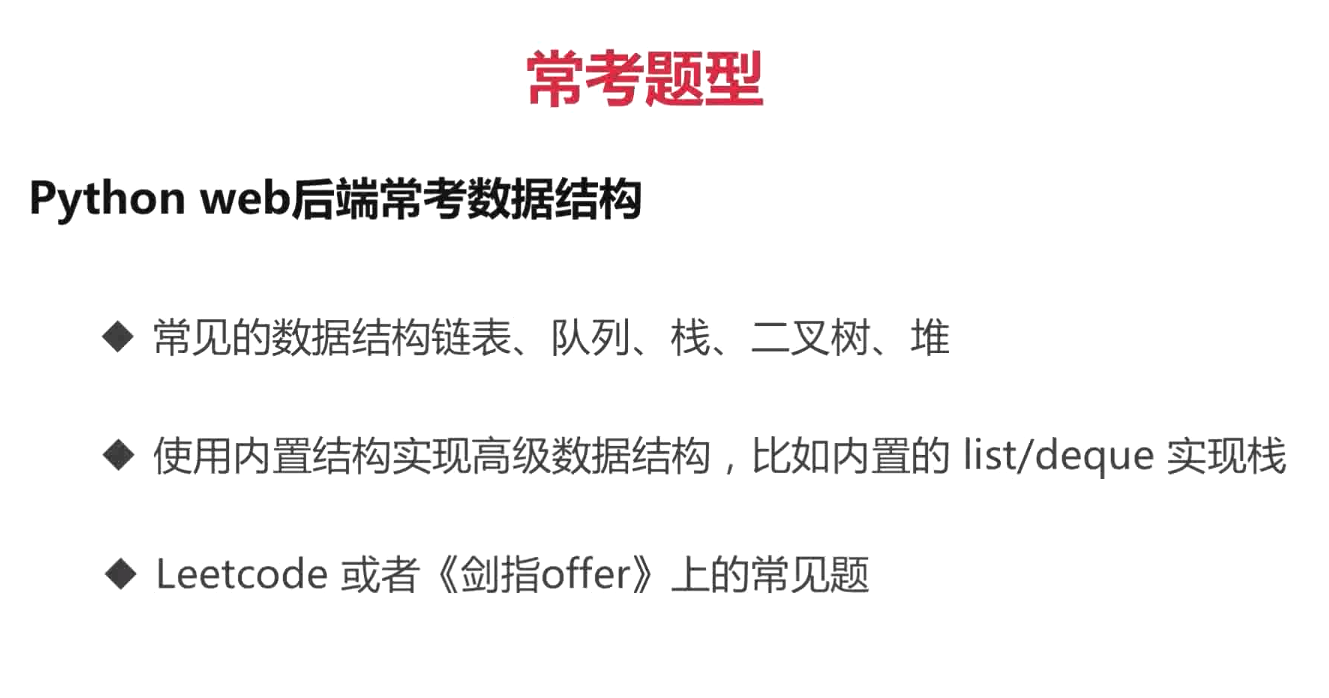 常考题型
Python web后端常考数据结构
◆ 常见的数据结构链表、队列、栈、二叉树、堆
◆ 使用内置结构实现高级数据结构，比如内置的 list/deque 实现栈
◆ Leetcode 或者《剑指offer》上的常见题